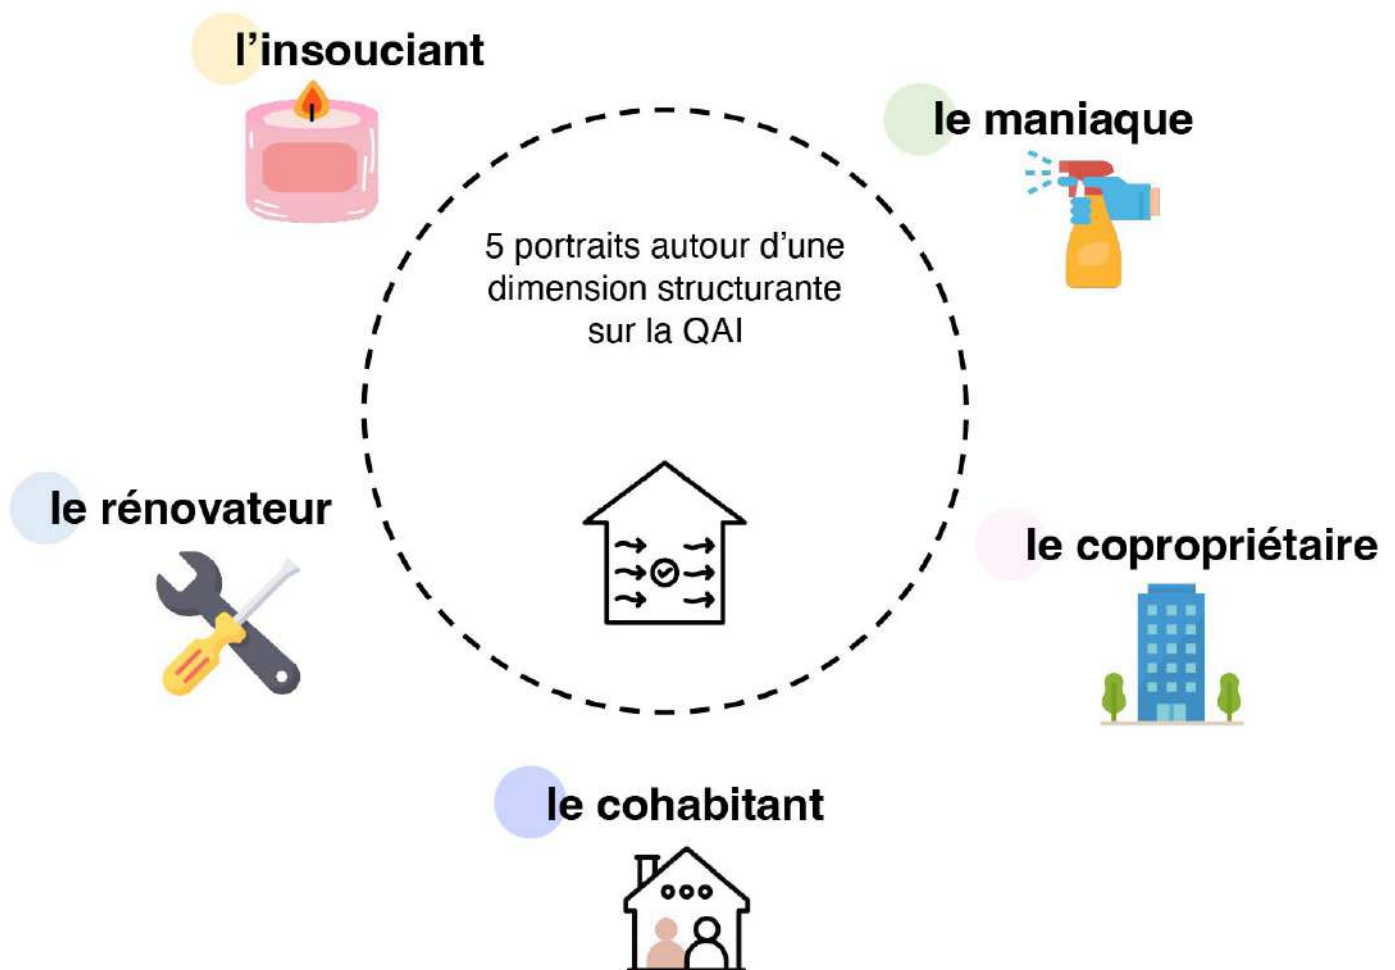 l’insouciant
le maniaque
5 portraits autour d’une
dimension structurante
sur la QAI
le rénovateur
le copropriétaire
le cohabitant